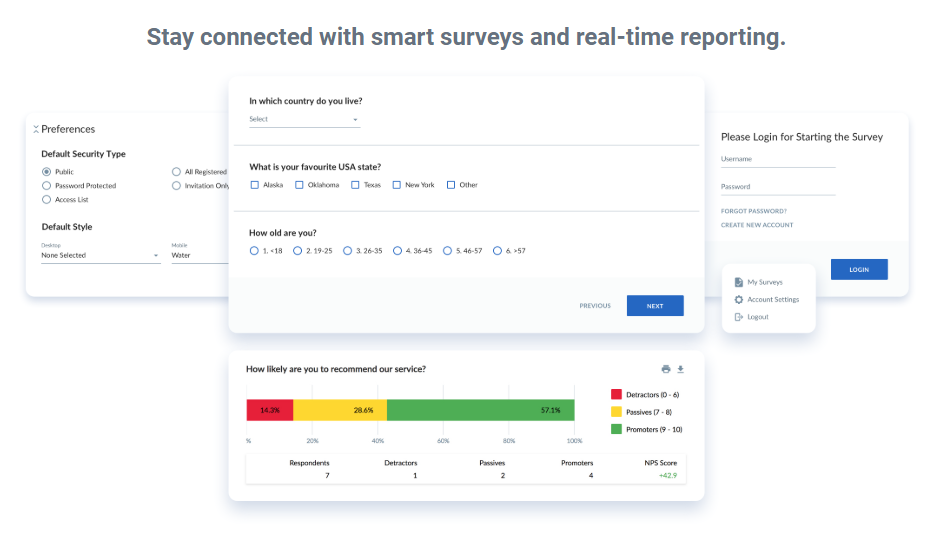 Stay connected with smart surveys and real-time reporting.
Preferences
Default Security Type
Public
All Registered
Password Protected
Invitation Only
Access List
Default Style
Desktop
Mobile
None Selected
Water
In which country do you live?
Select
What is your favourite USA state?
Alaska Oklahoma Texas New York Other
How old are you?
1. <18 2. 19-25 3. 26-35 4. 36-45 5. 46-57 6. >57
PREVIOUS NEXT
Please Login for Starting the Survey
Username
Password
FORGOT PASSWORD?
CREATE NEW ACCOUNT
LOGIN
My Surveys
Account Settings
Logout
How likely are you to recommend our service?
14.3% 28.6% 57.1%
% 20% 40% 60% 80% 100%
Detractors (0 - 6)
Passives (7 - 8)
Promoters (9 - 10)
Respondents Detractors Passives Promoters NPS Score
7 1 2 4 +42.9